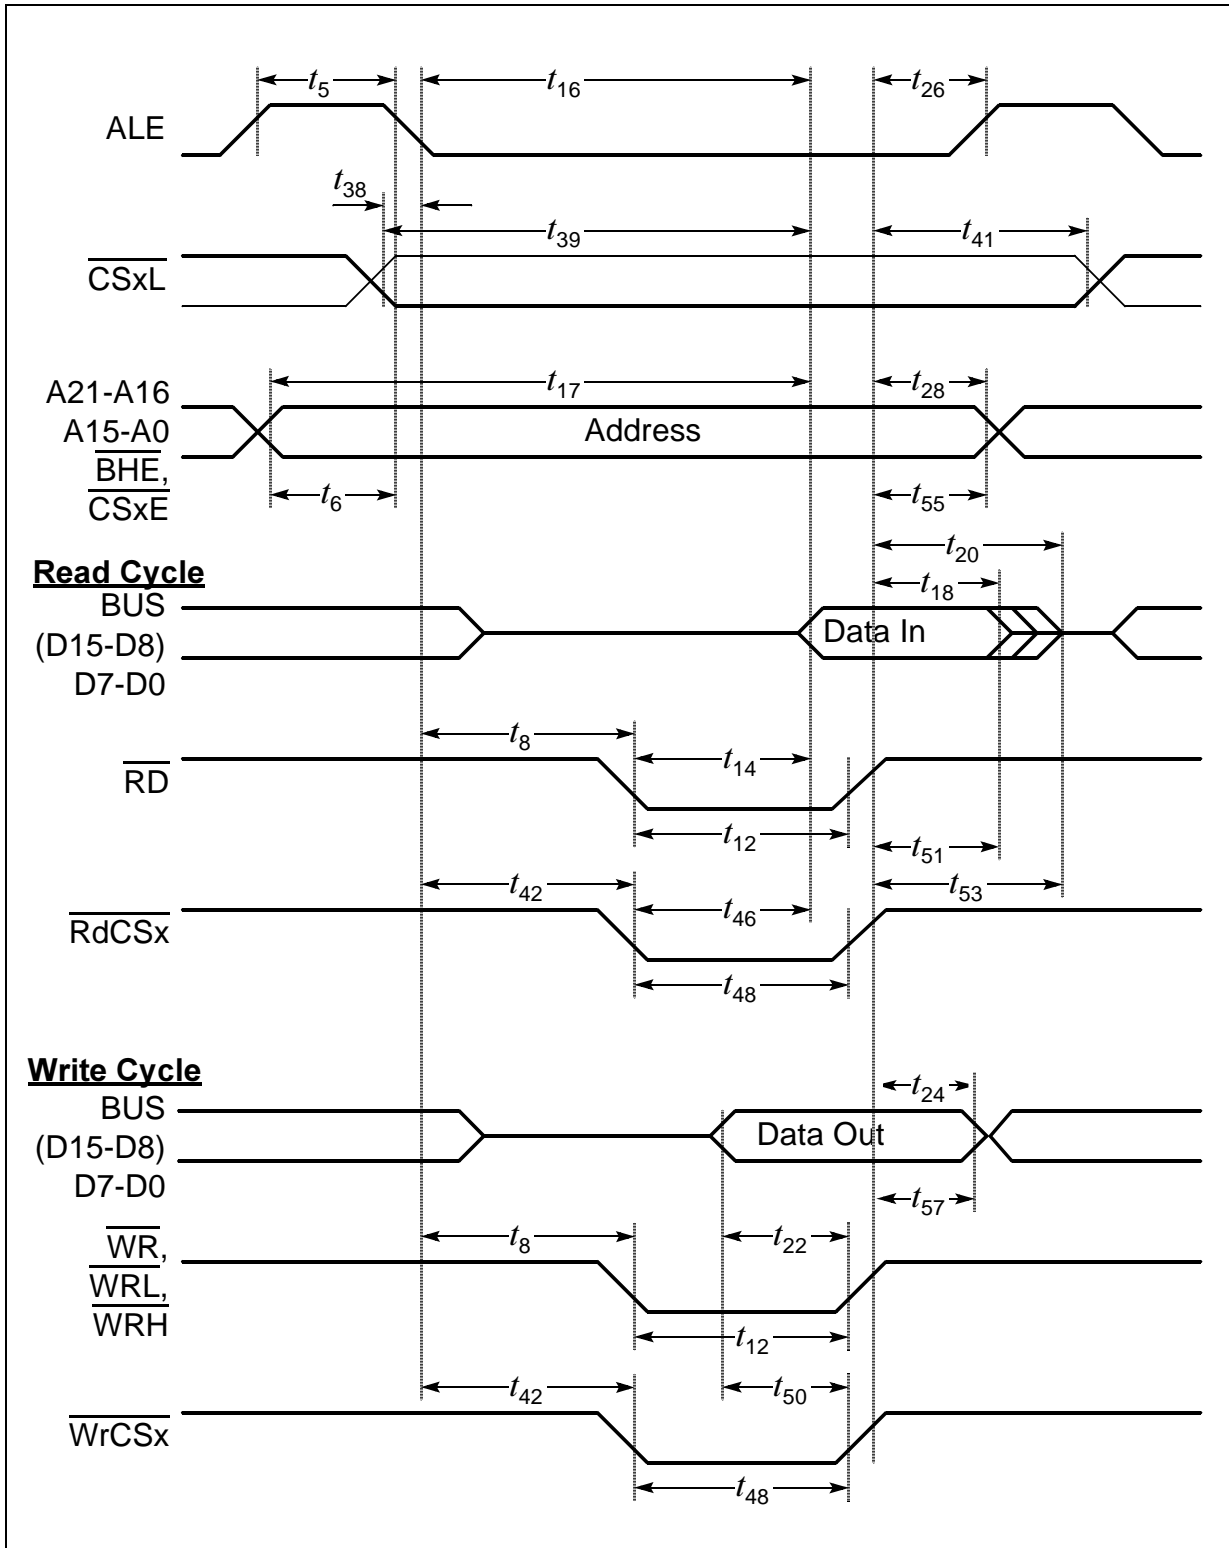 t5 t16 t26
ALE
t38
t39 t41
CSxL
t17 t28
A21-A16
A15-A0 Address
BHE,
CSxE t6 t55
t20
Read Cycle
t18
BUS
(D15-D8) Data In
D7-D0
t8
t14
RD
t12 t51
t42 t53
t46
RdCSx
t48
Write Cycle
t24
BUS
(D15-D8) Data Out
D7-D0
t57
WR, t8 t22
WRL,
WRH
t12
t42 t50
WrCSx
t48